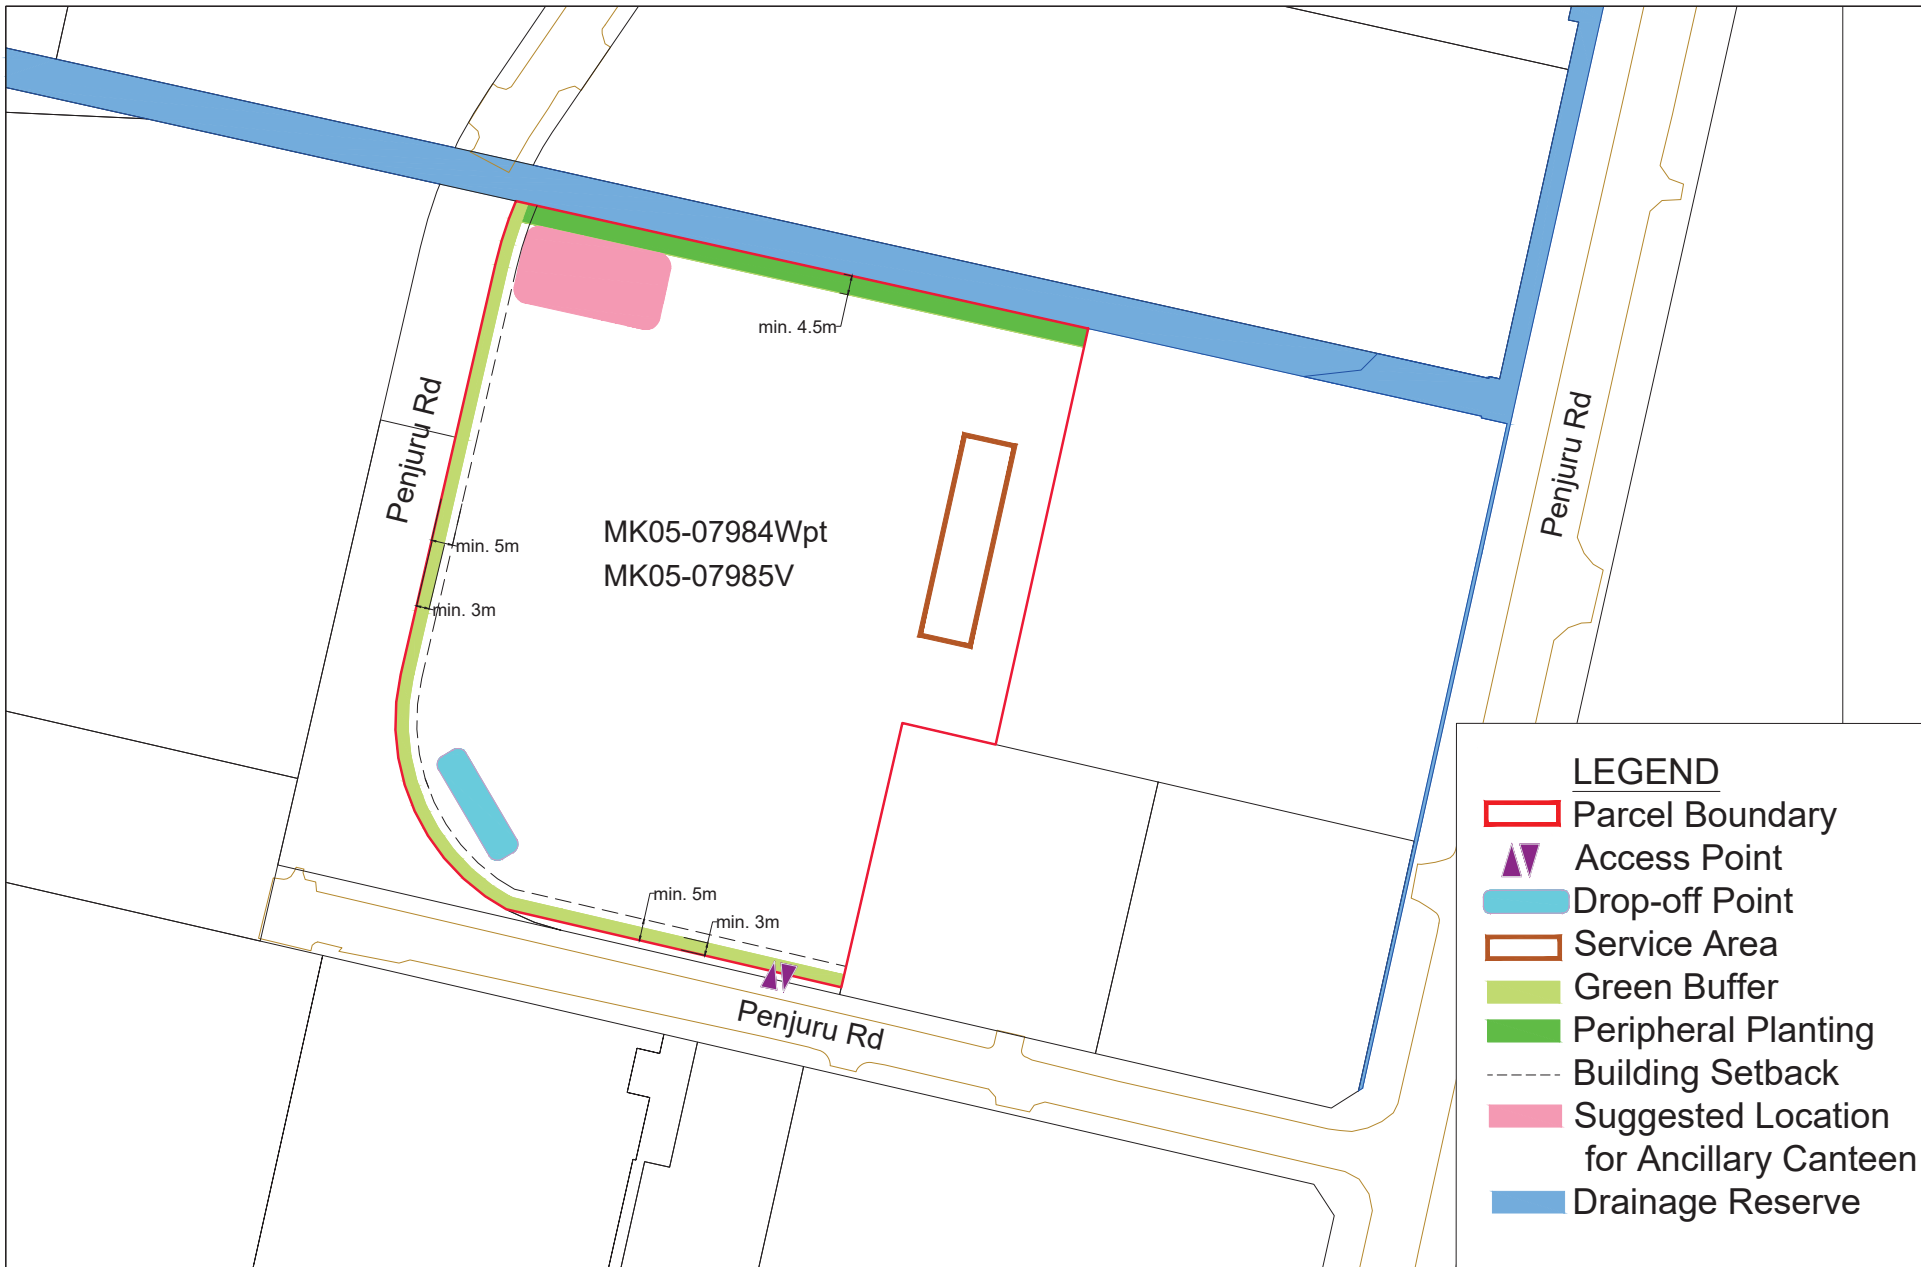 min. 4.5m
Penjuru Rd
Penjuru Rd
MK05-07984Wpt
MK05-07985V
min. 5m
min. 3m
min. 5m
min. 3m
Penjuru Rd
LEGEND
Parcel Boundary
Access Point
Drop-off Point
Service Area
Green Buffer
Peripheral Planting
Building Setback
Suggested Location
for Ancillary Canteen
Drainage Reserve